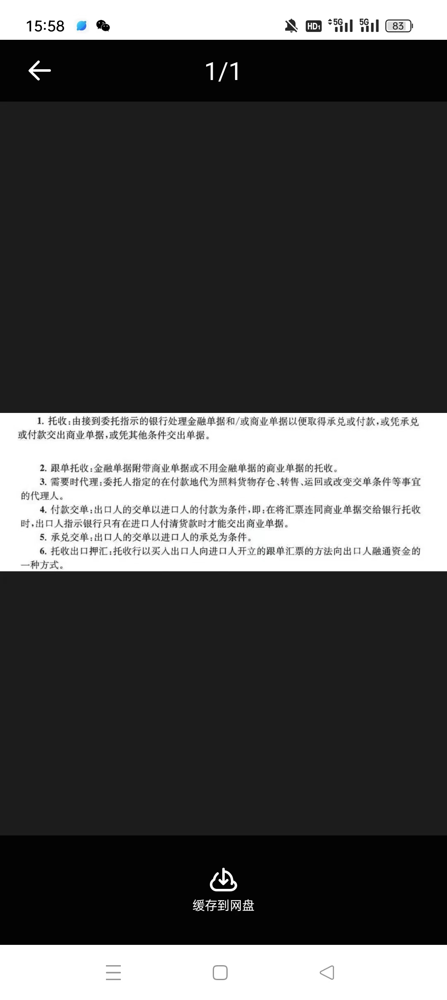 15:58
HD1 5G 5G 83
1/1
1. 托收:由接到委托指示的银行处理金融单据和/或商业单据以便取得承兑或付款,或凭承兑
或付款交出商业单据,或凭其他条件交出单据。
2. 跟单托收:金融单据附带商业单据或不用金融单据的商业单据的托收。
3. 需要时代理:委托人指定的在付款地代为照料货物存仓、转售、运回或改变交单条件等事宜
的代理人。
4. 付款交单:出口人的交单以进口人的付款为条件,即:在将汇票连同商业单据交给银行托收
时,出口人指示银行只有在进口人付清货款时才能交出商业单据。
5. 承兑交单:出口人的交单以进口人的承兑为条件。
6. 托收出口押汇:托收行以买入出口人向进口人开立的跟单汇票的方法向出口人融通资金的
一种方式。
缓存到网盘